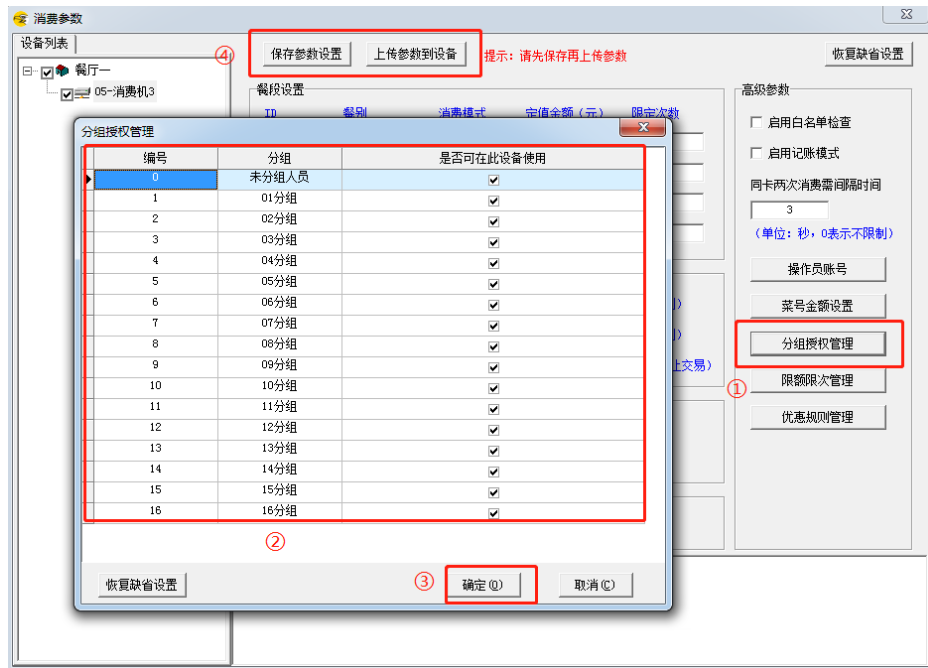 消费参数
设备列表
④ 保存参数设置 上传参数到设备 提示：请先保存再上传参数 恢复缺省设置
餐厅一
05-消费机3
餐段设置
ID 餐别 消费模式 定值金额（元） 限定次数
高级参数
启用白名单检查
启用记账模式
同卡两次消费需间隔时间
3
（单位：秒，0表示不限制）
操作员账号
菜号金额设置
分组授权管理
①
限额限次管理
优惠规则管理
止交易）
分组授权管理
编号 分组 是否可在此设备使用
0 未分组人员
1 01分组
2 02分组
3 03分组
4 04分组
5 05分组
6 06分组
7 07分组
8 08分组
9 09分组
10 10分组
11 11分组
12 12分组
13 13分组
14 14分组
15 15分组
16 16分组
②
恢复缺省设置 ③ 确定(O) 取消(C)